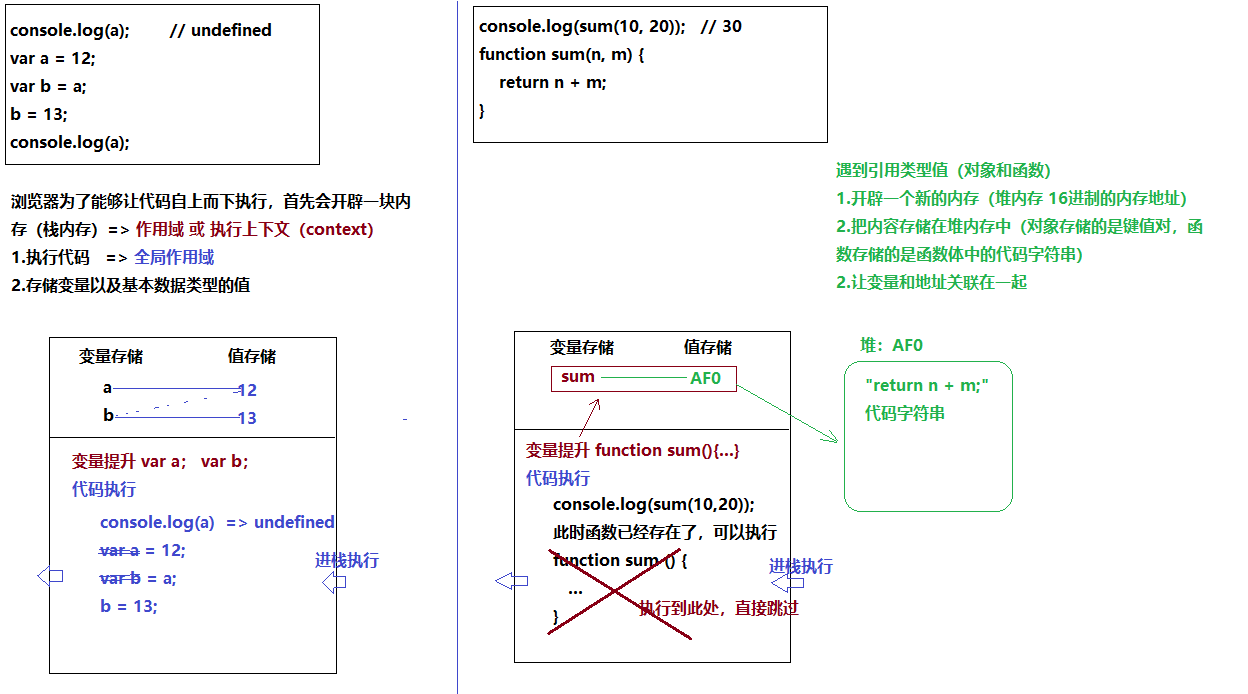 console.log(a); // undefined
var a = 12;
var b = a;
b = 13;
console.log(a);
浏览器为了能够让代码自上而下执行，首先会开辟一块内
存（栈内存）=> 作用域 或 执行上下文（context）
1.执行代码 => 全局作用域
2.存储变量以及基本数据类型的值
变量存储 值存储
a 12
b 13
变量提升 var a； var b；
代码执行
console.log(a) => undefined
var a = 12;
var b = a;
b = 13;
进栈执行
console.log(sum(10, 20)); // 30
function sum(n, m) {
return n + m;
}
遇到引用类型值（对象和函数）
1.开辟一个新的内存（堆内存 16进制的内存地址）
2.把内容存储在堆内存中（对象存储的是键值对，函
数存储的是函数体中的代码字符串）
2.让变量和地址关联在一起
变量存储 值存储
sum AF0
堆：AF0
"return n + m;"
代码字符串
变量提升 function sum(){...}
代码执行
console.log(sum(10,20));
此时函数已经存在了，可以执行
function sum () {
...
}
执行到此处，直接跳过
进栈执行